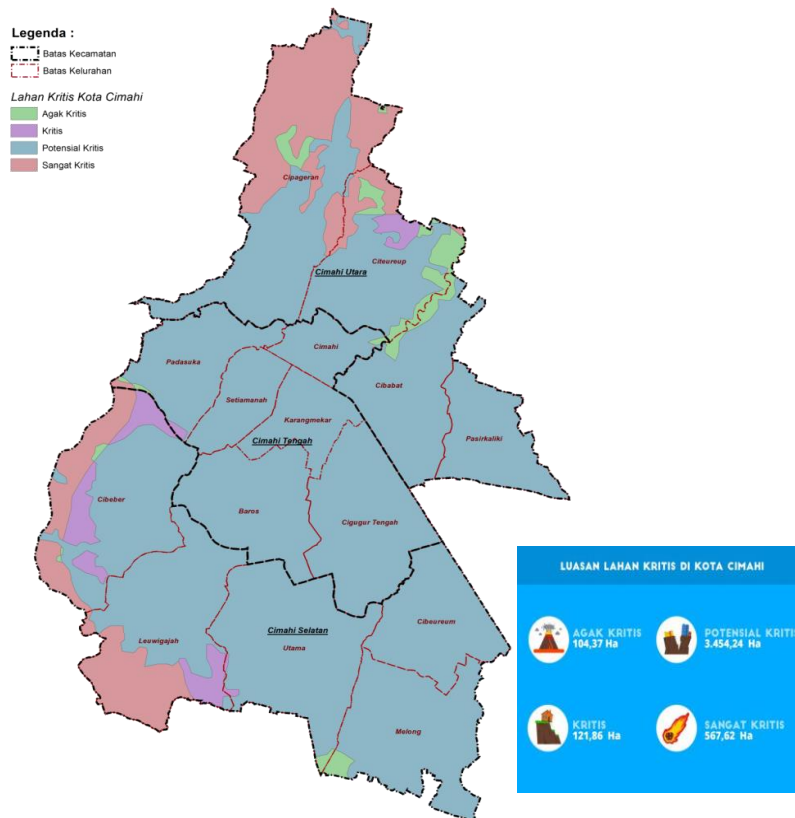 Legenda :
Batas Kecamatan
Batas Kelurahan
Lahan Kritis Kota Cimahi
Agak Kritis
Kritis
Potensial Kritis
Sangat Kritis
Cipageran
Citeureup
Cimahi Utara
Cimahi
Padasuka
Cibabat
Setiamanah
Karangmekar
Pasirkaliki
Cimahi Tengah
Cibeber
Baros
Cigugur Tengah
Cibeureum
Cimahi Selatan
Leuwigajah
Utama
Melong
LUASAN LAHAN KRITIS DI KOTA CIMAHI
AGAK KRITIS
104,37 Ha
POTENSIAL KRITIS
3.454,24 Ha
KRITIS
121,86 Ha
SANGAT KRITIS
567,62 Ha